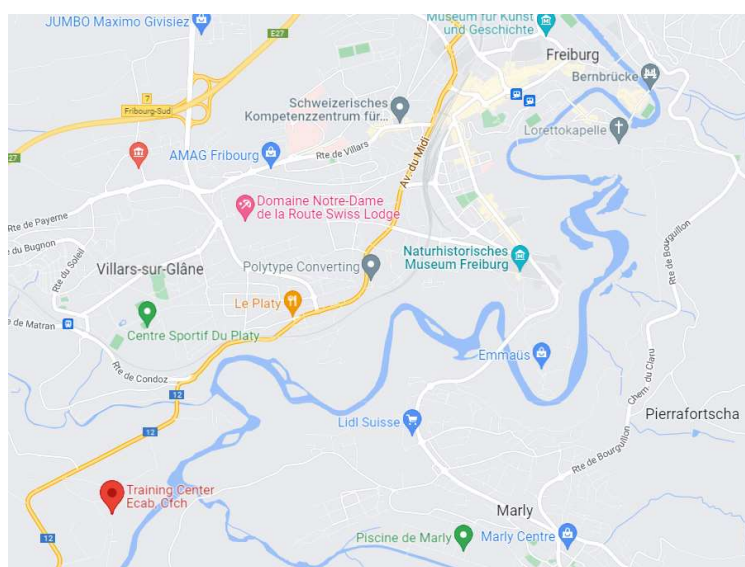 JUMBO Maximo Givisiez
E27
Museum für Kunst
und Geschichte
Freiburg
Bernbrücke
7
Fribourg-Sud
Schweizerisches
Kompetenzzentrum für...
Lorettokapelle
27
AMAG Fribourg
Rte de Villars
Av. du Midi
Domaine Notre-Dame
de la Route Swiss Lodge
Rte de Payerne
Rte de Bourguillon
e du Bugnon
Rte du Soleil
Villars-sur-Glâne
Polytype Converting
Naturhistorisches
Museum Freiburg
Le Platy
Centre Sportif Du Platy
e de Matran
Emmaüs
Rte de Condoz
Chem. du Claru
12
Pierrafortscha
Lidl Suisse
12
Rte de Bourguillon
Training Center
Ecab, Cfch
Marly
12
Piscine de Marly
Marly Centre